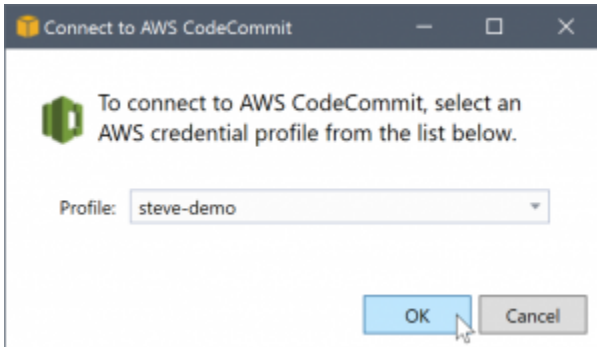 Connect to AWS CodeCommit
To connect to AWS CodeCommit, select an
AWS credential profile from the list below.
Profile: steve-demo
OK Cancel